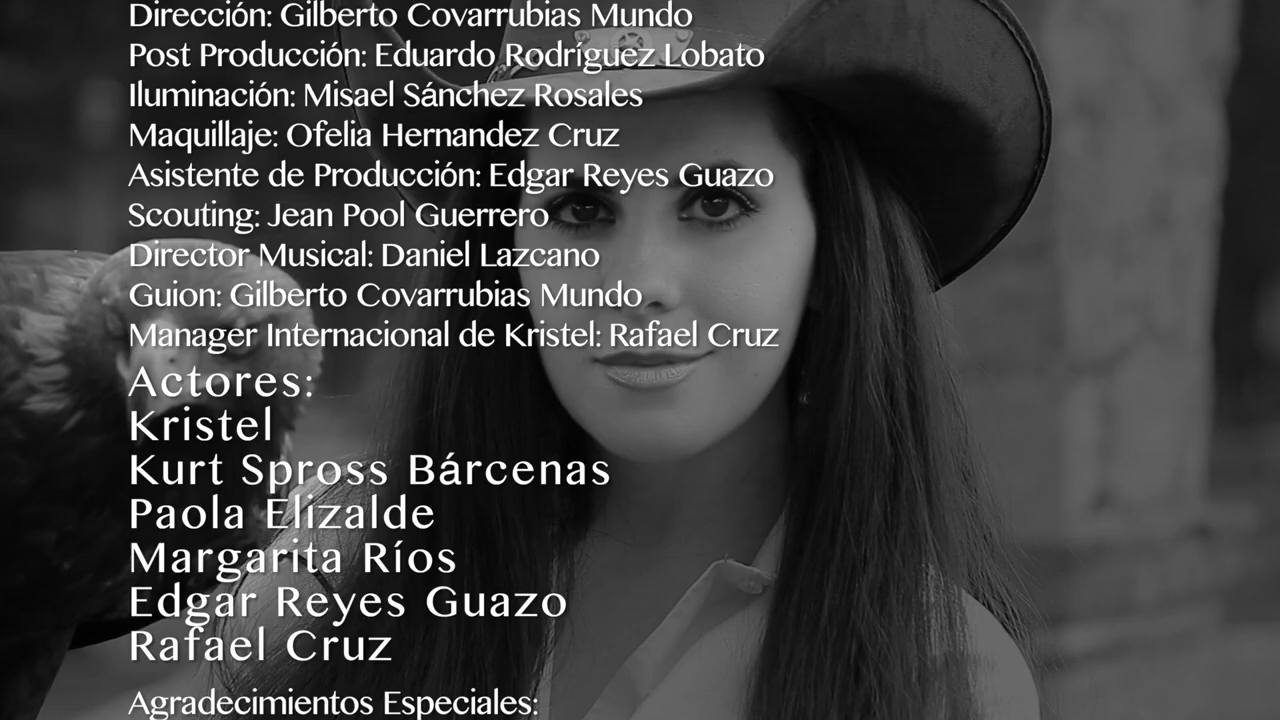 Dirección: Gilberto Covarrubias Mundo
Post Producción: Eduardo Rodríguez Lobato
Iluminación: Misael Sánchez Rosales
Maquillaje: Ofelia Hernandez Cruz
Asistente de Producción: Edgar Reyes Guazo
Scouting: Jean Pool Guerrero
Director Musical: Daniel Lazcano
Guion: Gilberto Covarrubias Mundo
Manager Internacional de Kristel: Rafael Cruz
Actores:
Kristel
Kurt Spross Bárcenas
Paola Elizalde
Margarita Ríos
Edgar Reyes Guazo
Rafael Cruz
Agradecimientos Especiales: